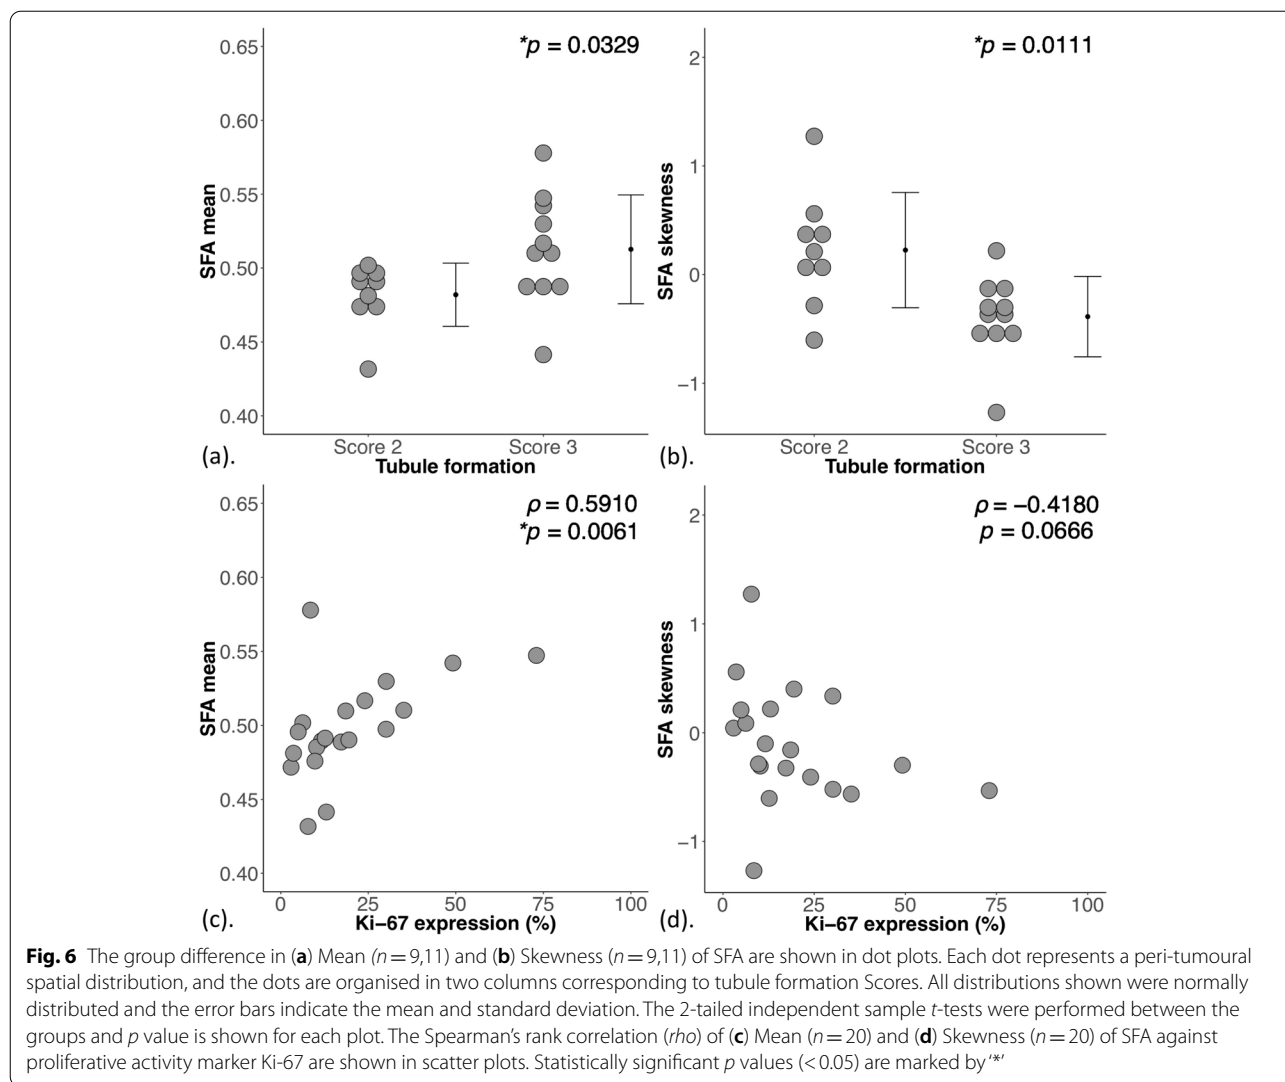 *p = 0.0329
0.65
0.60
0.55
0.50
0.45
0.40
SFA mean
Score 2
Score 3
(a).
Tubule formation
*p = 0.0111
2
1
0
−1
SFA skewness
Score 2
Score 3
(b).
Tubule formation
ρ = 0.5910
*p = 0.0061
0.65
0.60
0.55
0.50
0.45
0.40
SFA mean
0
25
50
75
100
(c).
Ki−67 expression (%)
ρ = −0.4180
p = 0.0666
2
1
0
−1
SFA skewness
0
25
50
75
100
(d).
Ki−67 expression (%)
Fig. 6 The group difference in (a) Mean (n = 9,11) and (b) Skewness (n = 9,11) of SFA are shown in dot plots. Each dot represents a peri-tumoural
spatial distribution, and the dots are organised in two columns corresponding to tubule formation Scores. All distributions shown were normally
distributed and the error bars indicate the mean and standard deviation. The 2-tailed independent sample t-tests were performed between the
groups and p value is shown for each plot. The Spearman's rank correlation (rho) of (c) Mean (n = 20) and (d) Skewness (n = 20) of SFA against
proliferative activity marker Ki-67 are shown in scatter plots. Statistically significant p values (< 0.05) are marked by '*'